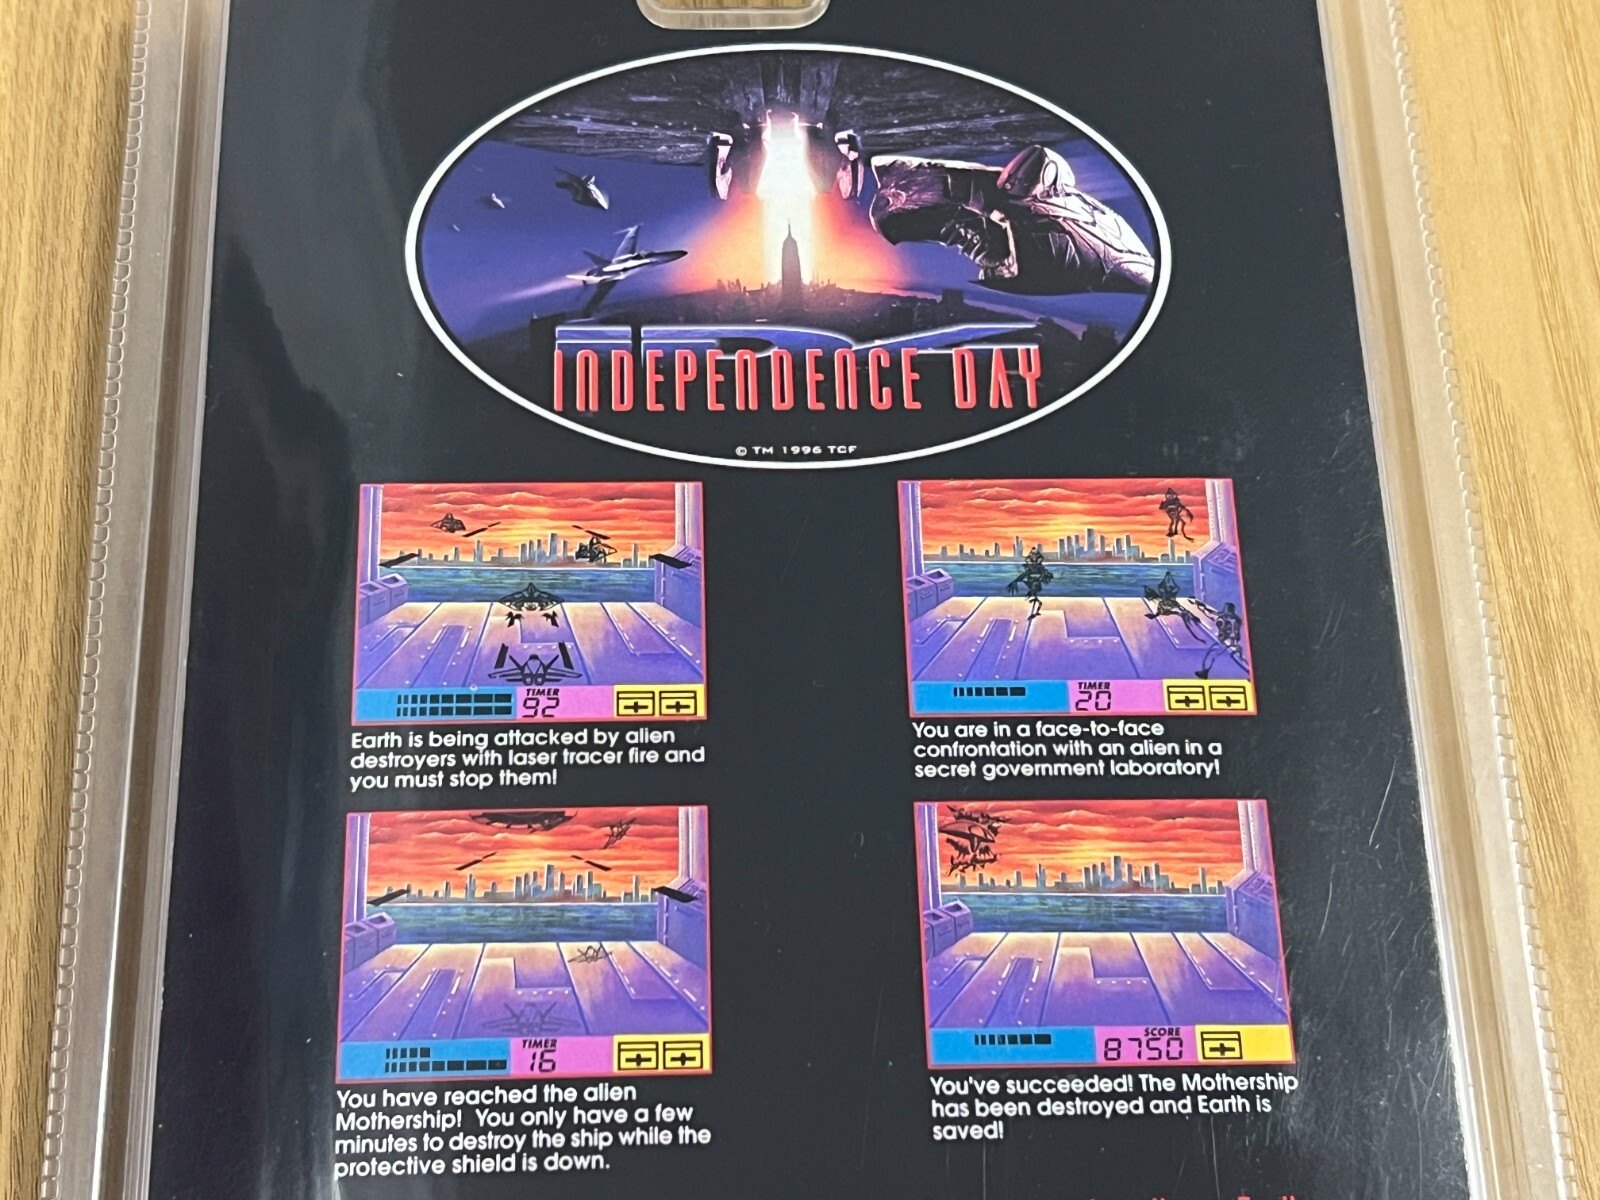 INDEPENDENCE DAY
© TM 1996 TCF
TIMER
92
Earth is being attacked by alien
destroyers with laser tracer fire and
you must stop them!
TIMER
20
You are in a face-to-face
confrontation with an alien in a
secret government laboratory!
TIMER
16
You have reached the alien
Mothership! You only have a few
minutes to destroy the ship while the
protective shield is down.
SCORE
8750
You've succeeded! The Mothership
has been destroyed and Earth is
saved!